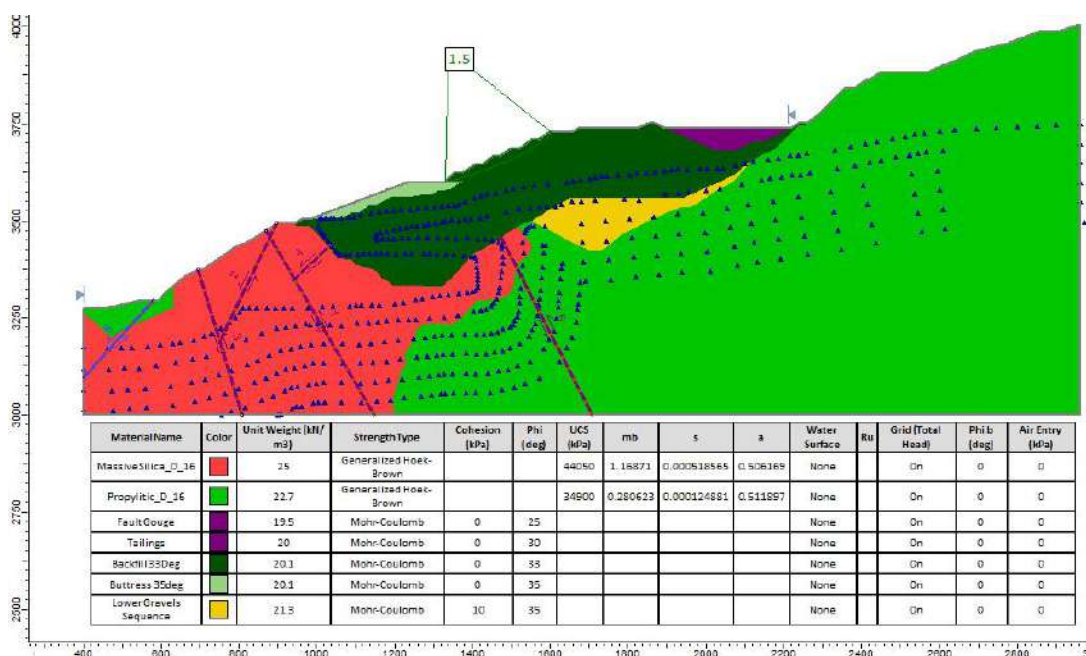 4000
1.5
3750
3500
3250
3000
2750
2500
Material Name Color Unit Weight (kN/m3) Strength Type Cohesion (kPa) Phi (deg) UCS (kPa) mb s a Water Surface Ru Grid (Total Head) Phi b (deg) Air Entry (kPa)
Massive Silica_D_16 25 Generalized Hoek-Brown 44050 1.16871 0.000518565 0.506169 None On 0 0
Propylitic_D_16 22.7 Generalized Hoek-Brown 34900 0.280623 0.000124881 0.511897 None On 0 0
Fault Gouge 19.5 Mohr-Coulomb 0 25 None On 0 0
Tailings 20 Mohr-Coulomb 0 30 None On 0 0
Backfill 33Deg 20.1 Mohr-Coulomb 0 33 None On 0 0
Buttress 35deg 20.1 Mohr-Coulomb 0 35 None On 0 0
Lower Gravels Sequence 21.3 Mohr-Coulomb 10 35 None On 0 0
400 600 800 1000 1200 1400 1600 1800 2000 2200 2400 2600 2800